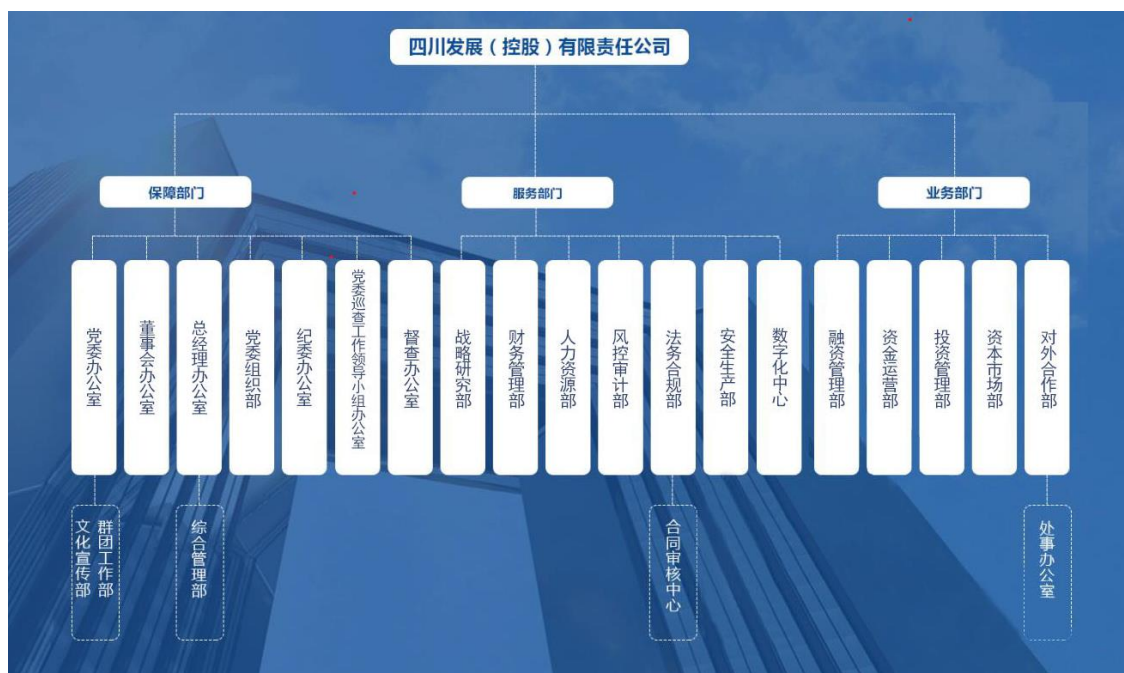 四川发展（控股）有限责任公司
保障部门
服务部门
业务部门
党委办公室
董事会办公室
总经理办公室
党委组织部
纪委办公室
党委巡查工作领导小组办公室
督查办公室
战略研究部
财务管理部
人力资源部
风控审计部
法务合规部
安全生产部
数字化中心
融资管理部
资金运营部
投资管理部
资本市场部
对外合作部
群团工作部
文化宣传部
综合管理部
合同审核中心
处事办公室